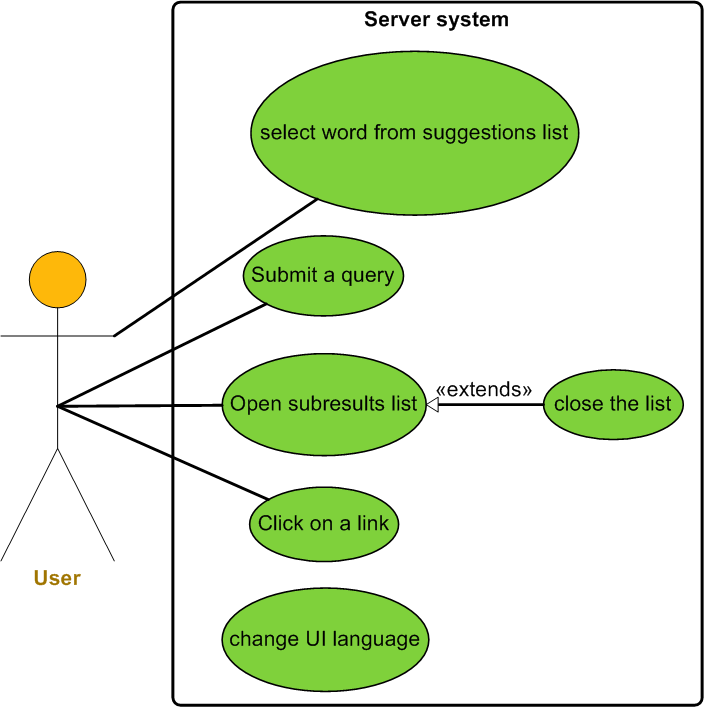 Server system
select word from suggestions list
Submit a query
Open subresults list
«extends»
close the list
Click on a link
User
change UI language